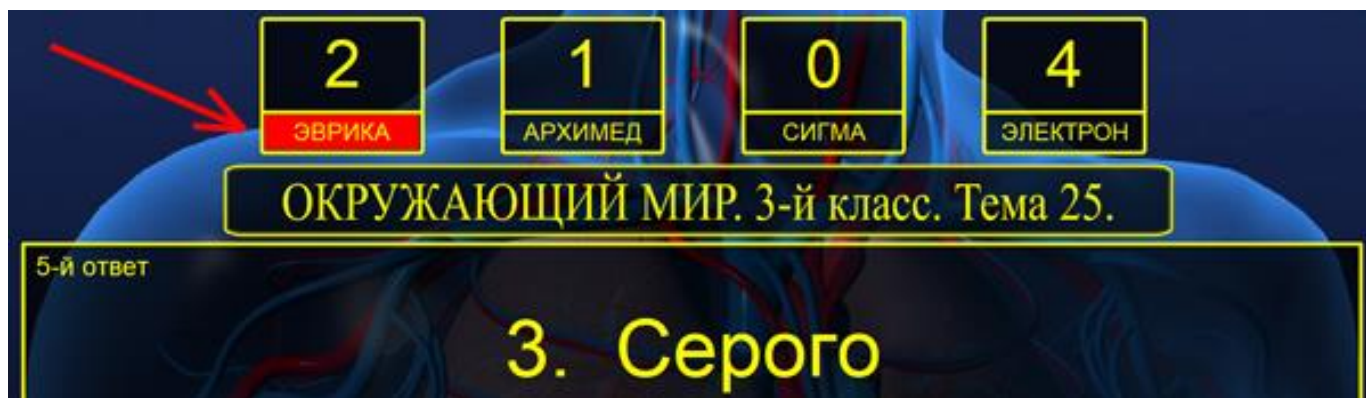 2 1 0 4
ЭВРИКА АРХИМЕД СИГМА ЭЛЕКТРОН
ОКРУЖАЮЩИЙ МИР. 3-й класс. Тема 25.
5-й ответ
3. Серого